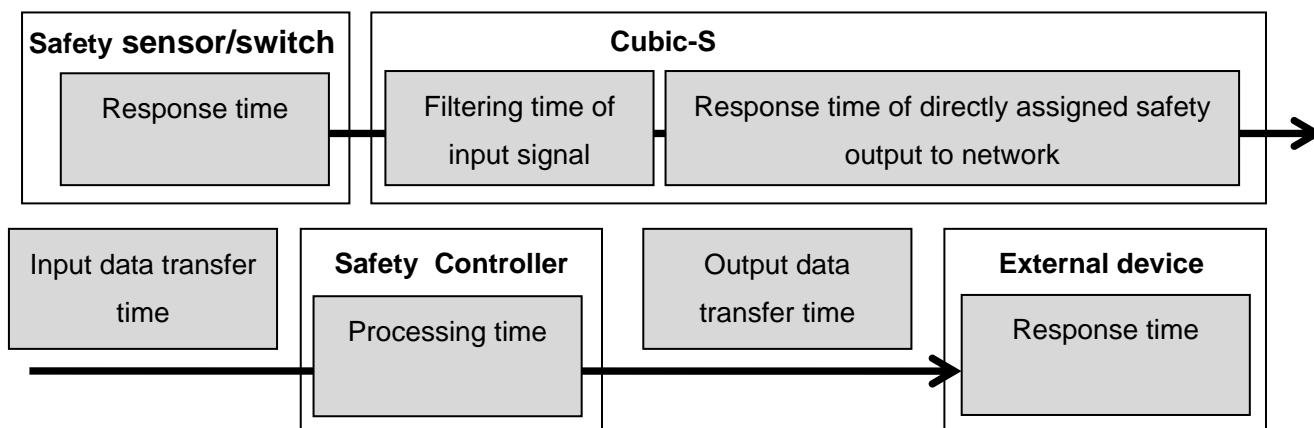 Safety sensor/switch
Response time
Cubic-S
Filtering time of
input signal
Response time of directly assigned safety
output to network
Input data transfer
time
Safety Controller
Processing time
Output data
transfer time
External device
Response time